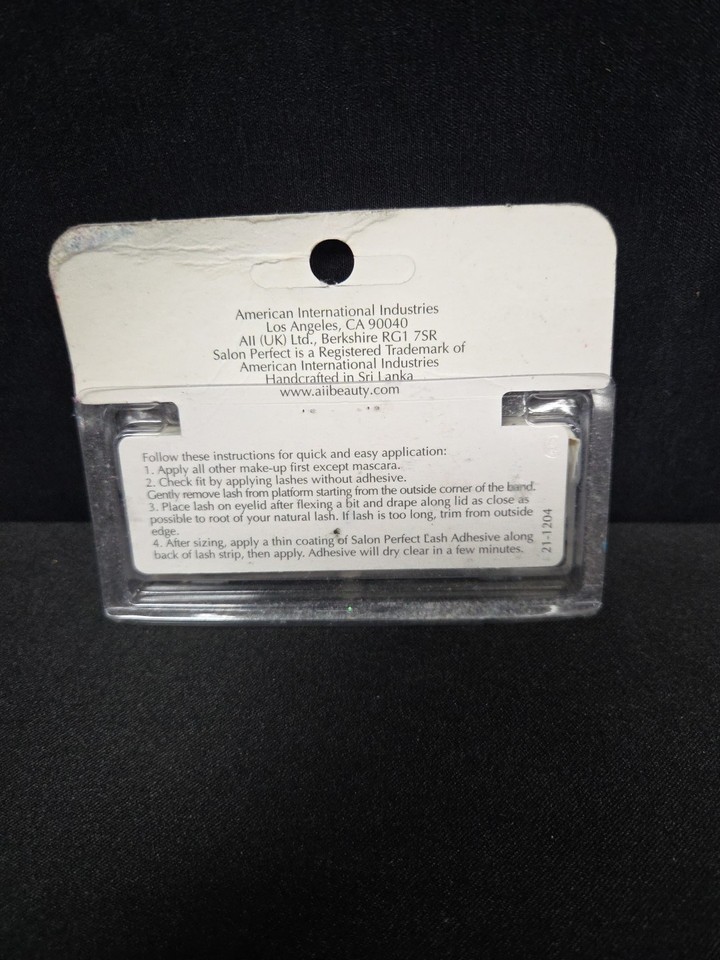 American International Industries
Los Angeles, CA 90040
AII (UK) Ltd., Berkshire RG1 7SR
Salon Perfect is a Registered Trademark of
American International Industries
Handcrafted in Sri Lanka
www.aiibeauty.com
Follow these instructions for quick and easy application:
1. Apply all other make-up first except mascara.
2. Check fit by applying lashes without adhesive.
Gently remove lash from platform starting from the outside corner of the band.
3. Place lash on eyelid after flexing a bit and drape along lid as close as
possible to root of your natural lash. If lash is too long, trim from outside
edge.
4. After sizing, apply a thin coating of Salon Perfect Lash Adhesive along
back of lash strip, then apply. Adhesive will dry clear in a few minutes.
21-1204